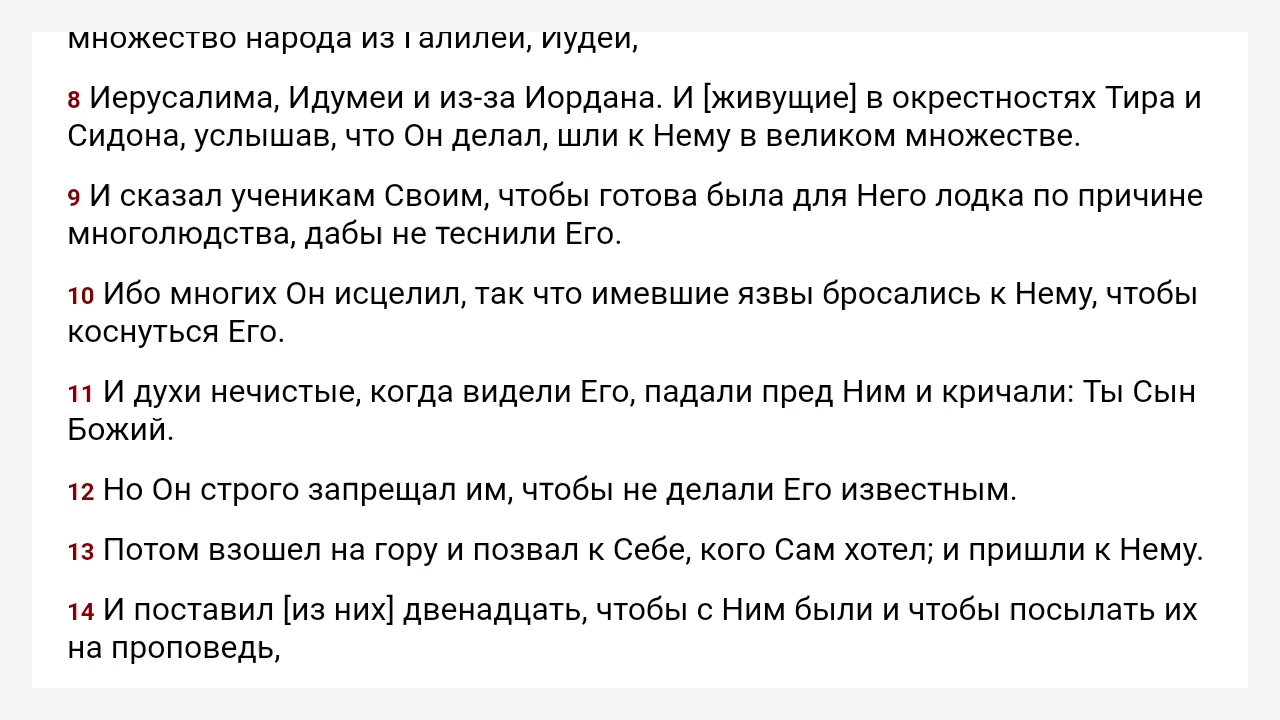 множество народа из Галилеи, Иудеи,
8 Иерусалима, Идумеи и из-за Иордана. И [живущие] в окрестностях Тира и
Сидона, услышав, что Он делал, шли к Нему в великом множестве.
9 И сказал ученикам Своим, чтобы готова была для Него лодка по причине
многолюдства, дабы не теснили Его.
10 Ибо многих Он исцелил, так что имевшие язвы бросались к Нему, чтобы
коснуться Его.
11 И духи нечистые, когда видели Его, падали пред Ним и кричали: Ты Сын
Божий.
12 Но Он строго запрещал им, чтобы не делали Его известным.
13 Потом взошел на гору и позвал к Себе, кого Сам хотел; и пришли к Нему.
14 И поставил [из них] двенадцать, чтобы с Ним были и чтобы посылать их
на проповедь,